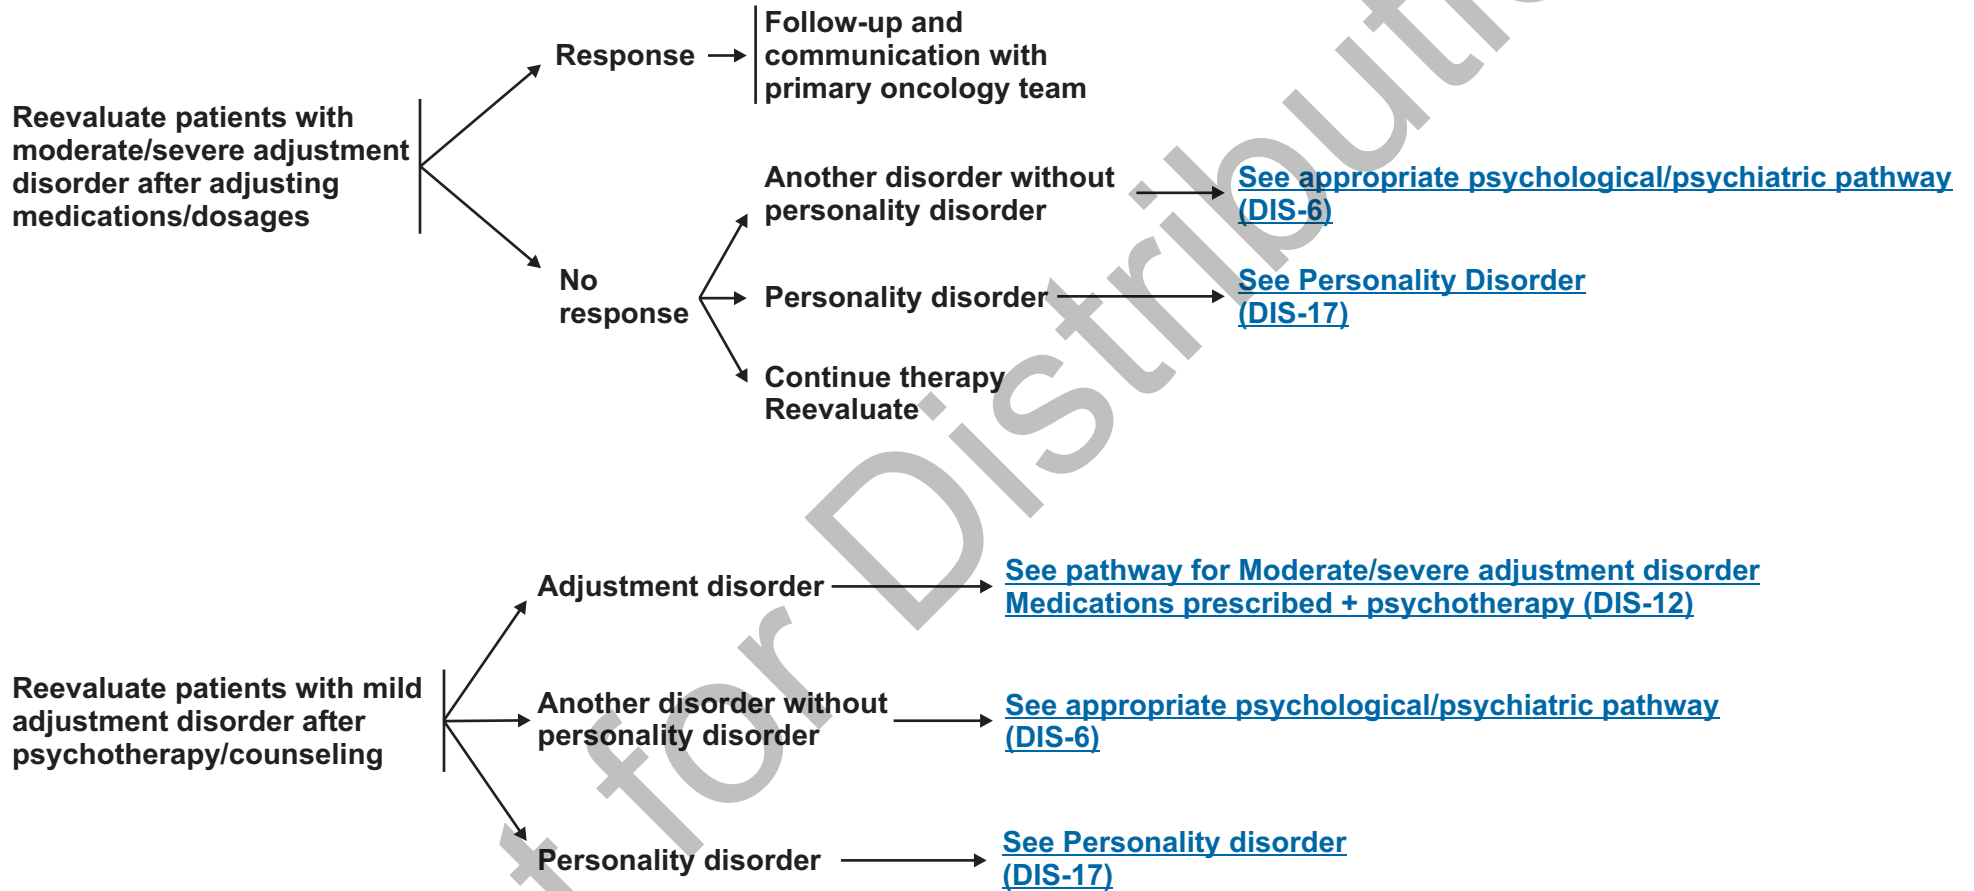 Reevaluate patients with
moderate/severe adjustment
disorder after adjusting
medications/dosages
Response
Follow-up and
communication with
primary oncology team
No
response
Another disorder without
personality disorder
See appropriate psychological/psychiatric pathway
(DIS-6)
Personality disorder
See Personality Disorder
(DIS-17)
Continue therapy
Reevaluate
Reevaluate patients with mild
adjustment disorder after
psychotherapy/counseling
Adjustment disorder
See pathway for Moderate/severe adjustment disorder
Medications prescribed + psychotherapy (DIS-12)
Another disorder without
personality disorder
See appropriate psychological/psychiatric pathway
(DIS-6)
Personality disorder
See Personality disorder
(DIS-17)
for